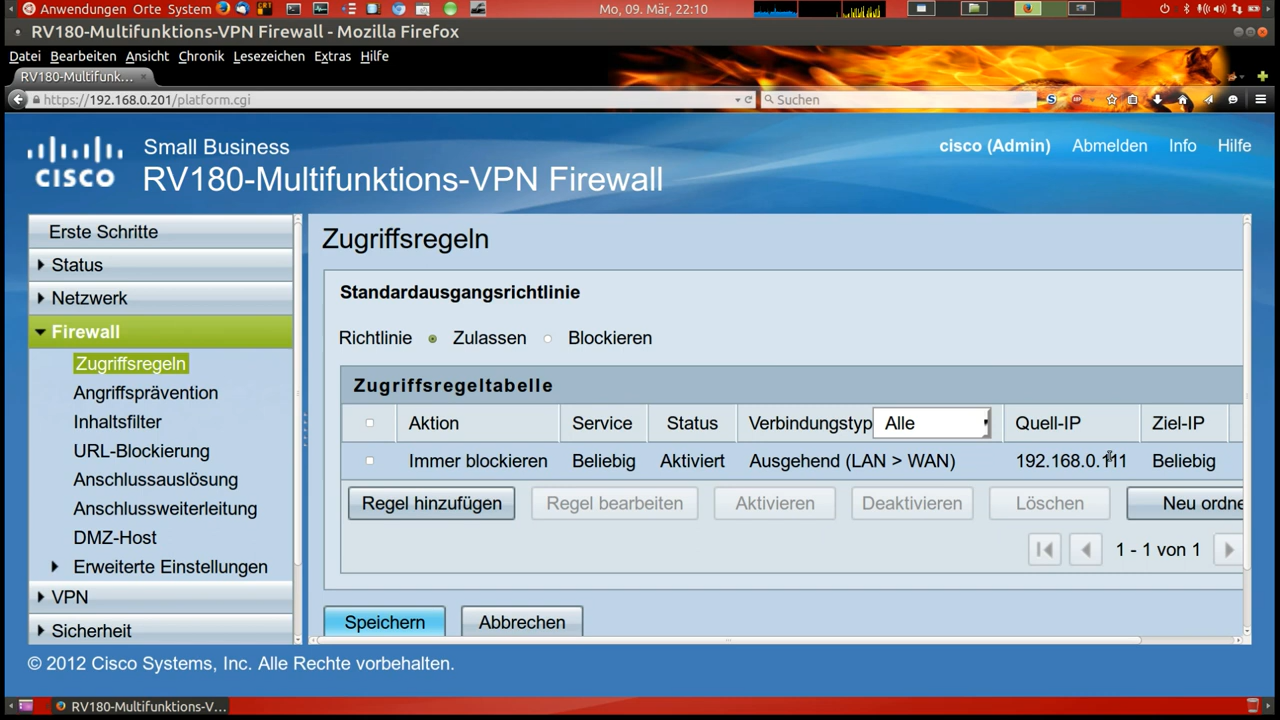 Anwendungen Orte System Mo, 09. Mär, 22:10
RV180-Multifunktions-VPN Firewall - Mozilla Firefox
Datei Bearbeiten Ansicht Chronik Lesezeichen Extras Hilfe
RV180-Multifunk...
https://192.168.0.201/platform.cgi Suchen
Small Business cisco (Admin) Abmelden Info Hilfe
CISCO RV180-Multifunktions-VPN Firewall
Erste Schritte
Status
Netzwerk
Firewall
Zugriffsregeln
Angriffsprävention
Inhaltsfilter
URL-Blockierung
Anschlussauslösung
Anschlussweiterleitung
DMZ-Host
Erweiterte Einstellungen
VPN
Sicherheit
Zugriffsregeln
Standardausgangsrichtlinie
Richtlinie Zulassen Blockieren
Zugriffsregeltabelle
Aktion Service Status Verbindungstyp Alle Quell-IP Ziel-IP
Immer blockieren Beliebig Aktiviert Ausgehend (LAN > WAN) 192.168.0.111 Beliebig
Regel hinzufügen Regel bearbeiten Aktivieren Deaktivieren Löschen Neu ordne
1 - 1 von 1
Speichern Abbrechen
© 2012 Cisco Systems, Inc. Alle Rechte vorbehalten.
RV180-Multifunktions-V...